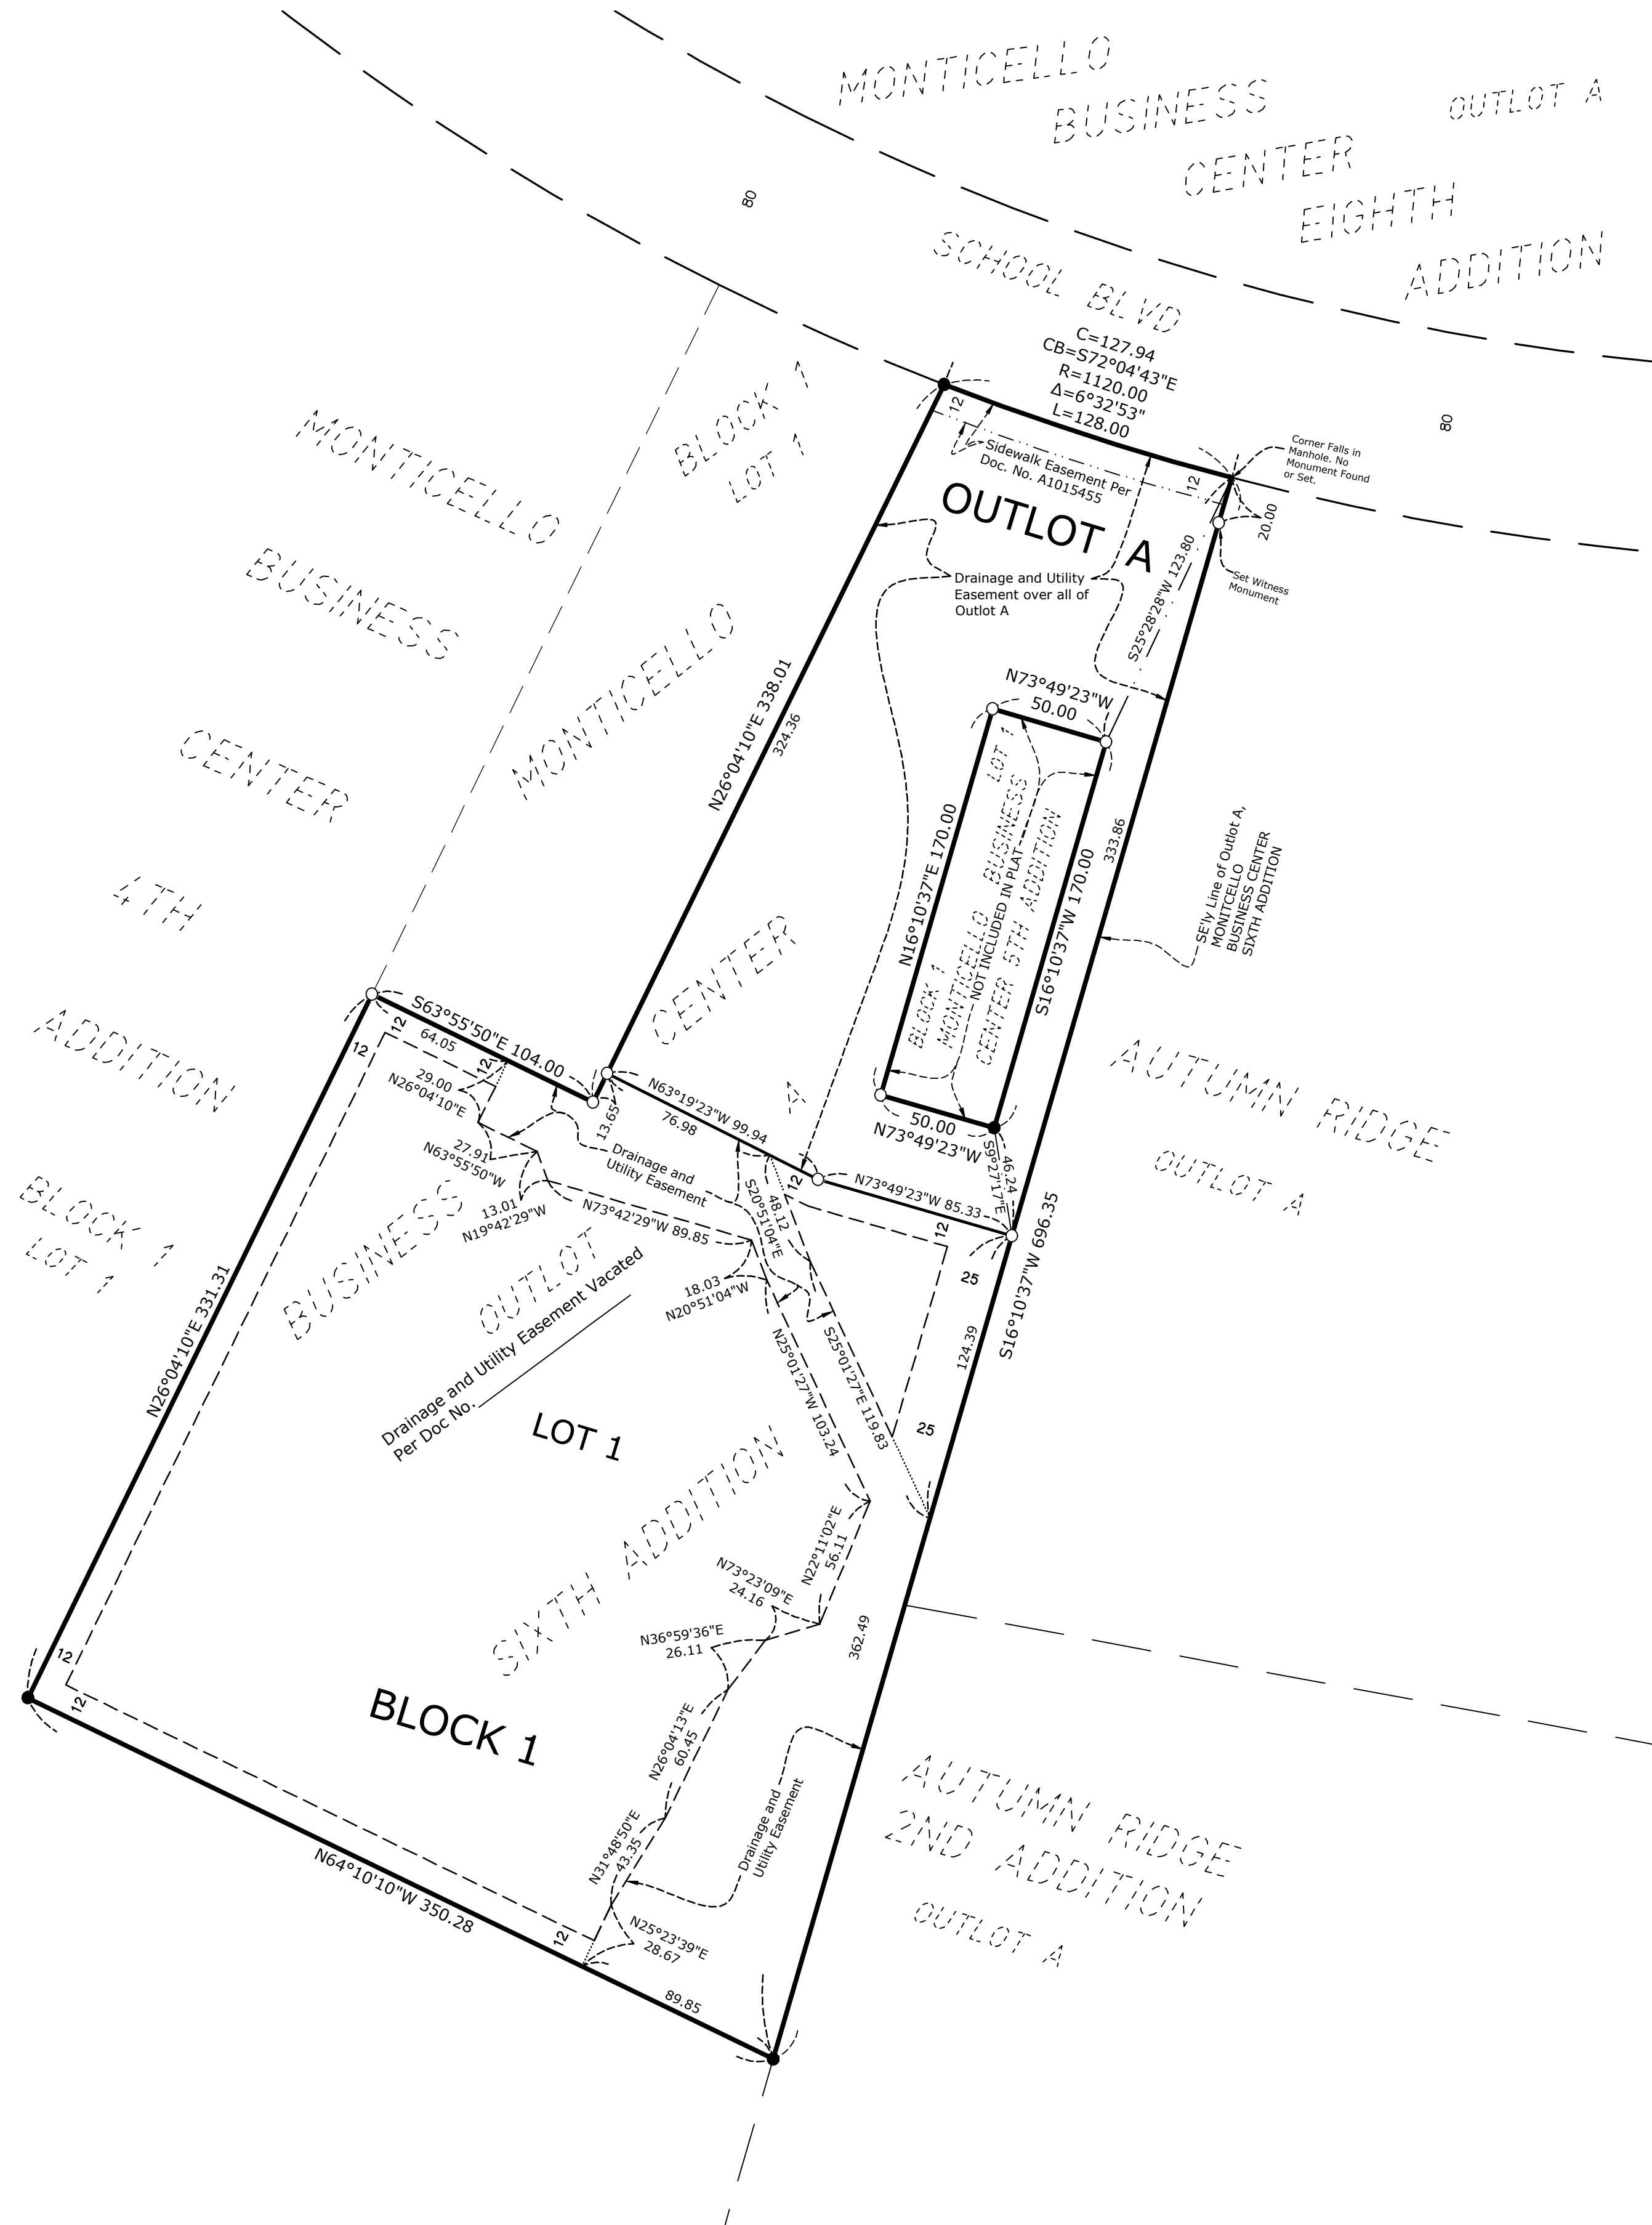 MONTICELLO
BUSINESS
CENTER
EIGHTH
ADDITION
OUTLOT A
80
SCHOOL BLVD
80
C=127.94
CB=S72°04'43"E
R=1120.00
Δ=6°32'53"
L=128.00
Corner Falls in
Manhole. No
Monument Found
or Set.
12
12
20.00
Sidewalk Easement Per
Doc. No. A1015455
OUTLOT A
Set Witness
Monument
S25°28'28"W 123.80
Drainage and Utility
Easement over all of
Outlot A
BLOCK 1
LOT 1
MONTICELLO
BUSINESS
CENTER
4TH
ADDITION
BLOCK 1
LOT 1
MONTICELLO
CENTER
A
N26°04'10"E 338.01
324.36
N73°49'23"W
50.00
N16°10'37"E 170.00
LOT 1
BLOCK 1
MONTICELLO BUSINESS
NOT INCLUDED IN PLAT
CENTER 5TH ADDITION
S16°10'37"W 170.00
333.86
SE'ly Line of Outlot A,
MONITCELLO
BUSINESS CENTER
SIXTH ADDITION
50.00
N73°49'23"W
S9°27'17"E
46.24
AUTUMN RIDGE
OUTLOT A
S63°55'50"E 104.00
64.05
12
12
12
29.00
N26°04'10"E
27.91
N63°55'50"W
13.01
N19°42'29"W
13.65
N63°19'23"W 99.94
76.98
N73°49'23"W 85.33
Drainage and
Utility Easement
N73°42'29"W 89.85
S20°51'04"E
48.12
12
12
25
18.03
N20°51'04"W
BUSINESS
OUTLOT
Drainage and Utility Easement Vacated
Per Doc No.
S16°10'37"W 696.35
124.39
N25°01'27"W 103.24
S25°01'27"E 119.83
25
N26°04'10"E 331.31
LOT 1
SIXTH ADDITION
N22°11'02"E
56.11
N73°23'09"E
24.16
N36°59'36"E
26.11
362.49
12
12
BLOCK 1
N26°04'13"E
60.45
N31°48'50"E
43.35
Drainage and
Utility Easement
AUTUMN RIDGE
2ND ADDITION
OUTLOT A
N64°10'10"W 350.28
12
N25°23'39"E
28.67
89.85